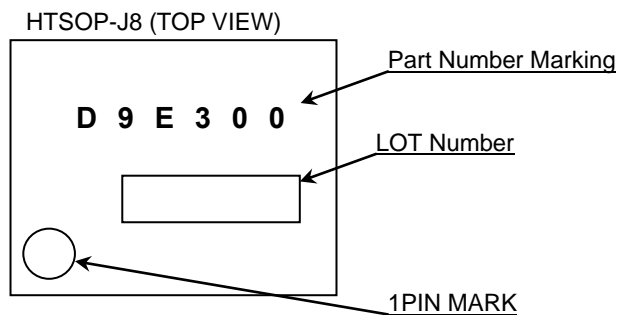 HTSOP-J8 (TOP VIEW)
Part Number Marking
D 9 E 3 0 0
LOT Number
1PIN MARK